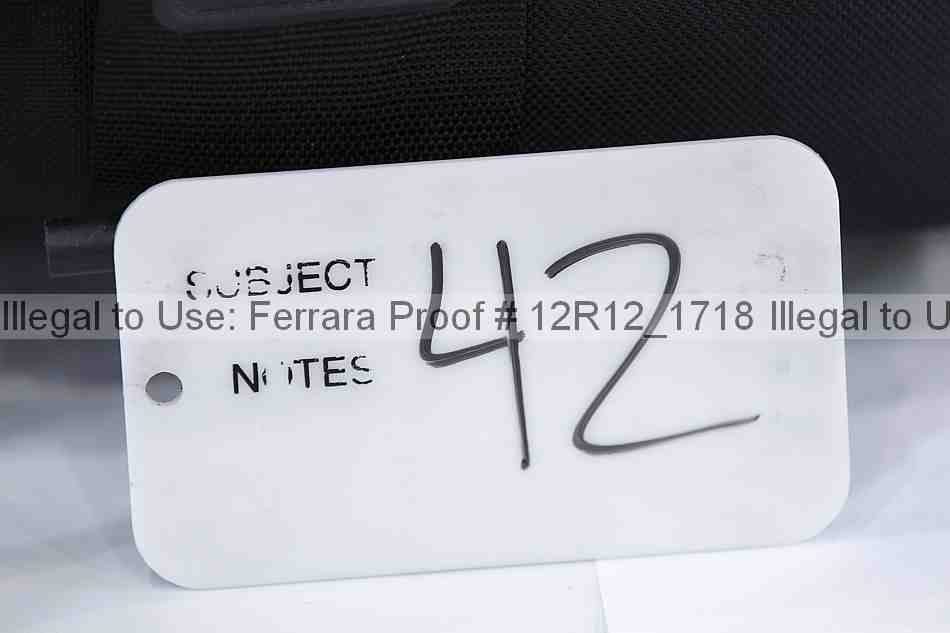 SUBJECT
42
Illegal to Use: Ferrara Proof # 12R12_1718 Illegal to U
NOTES